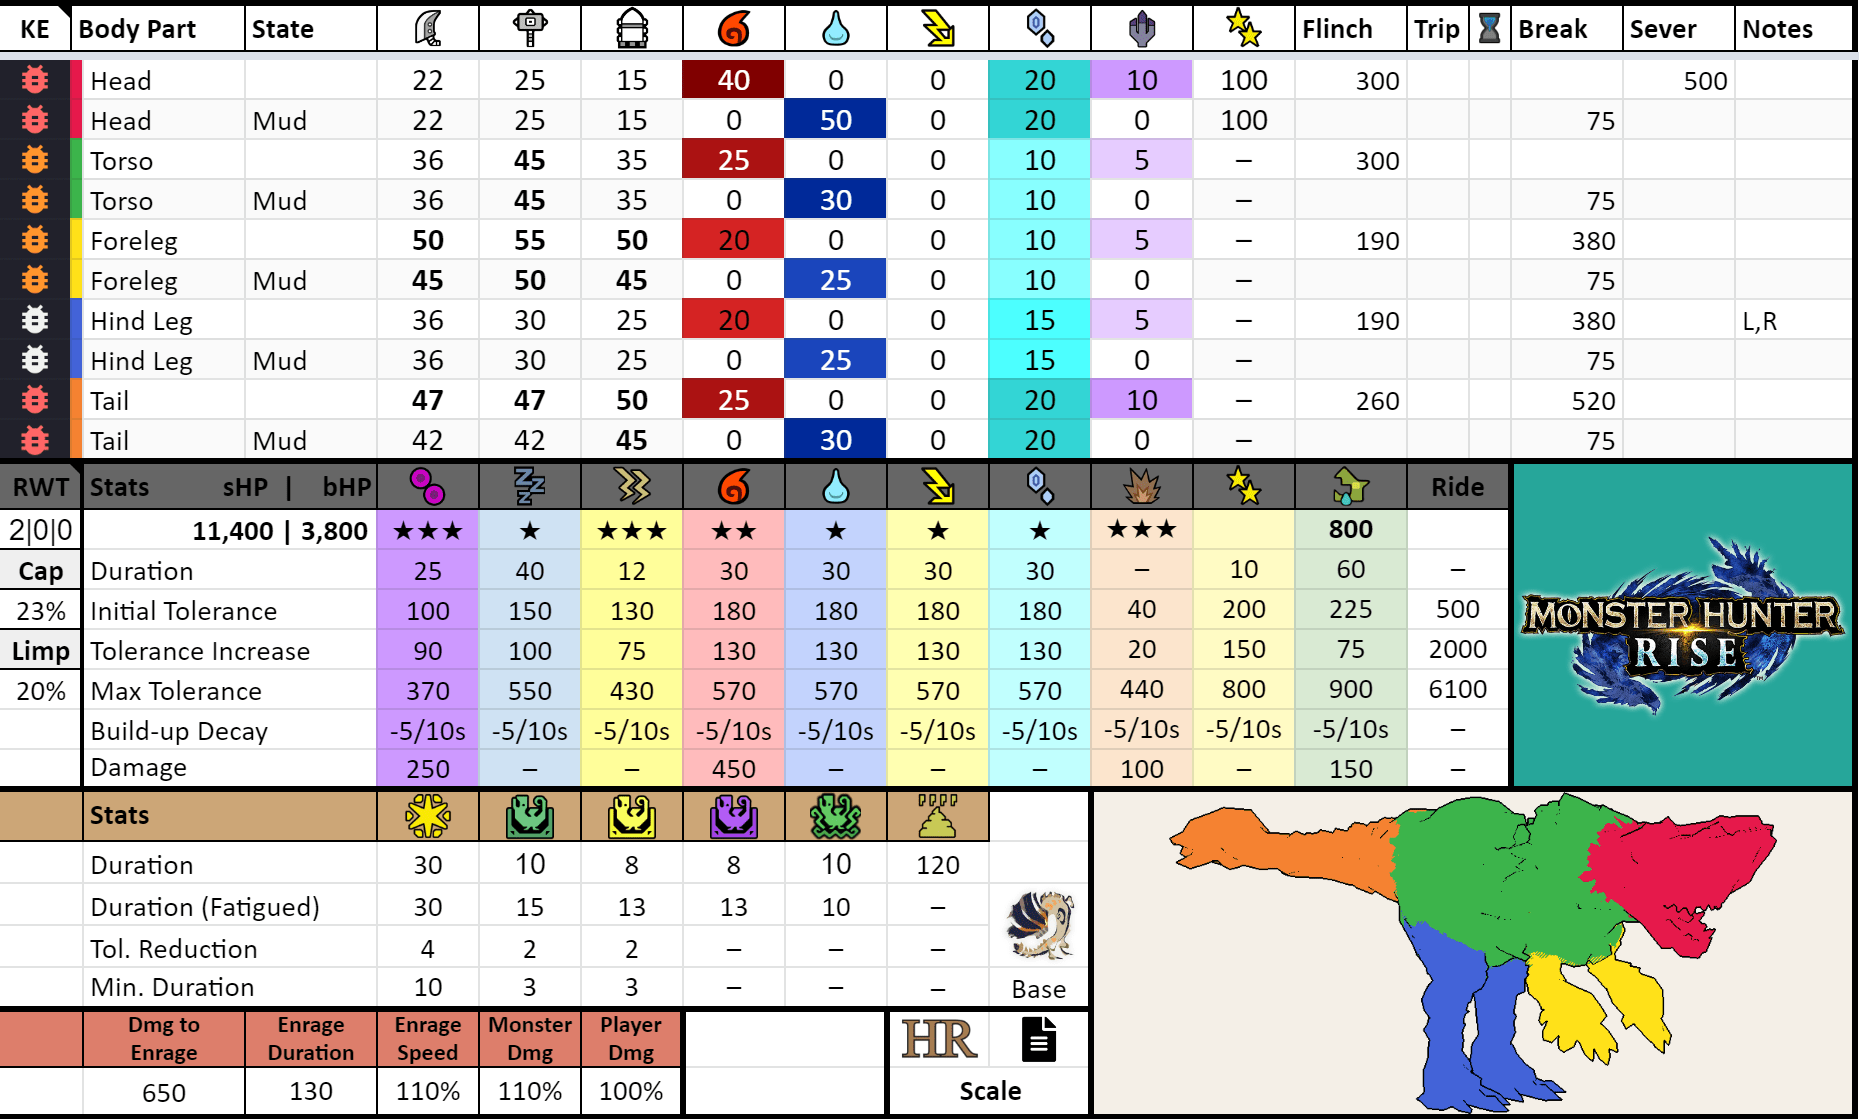 KE Body Part State Flinch Trip Break Sever Notes
Head 22 25 15 40 0 0 20 10 100 300 500
Head Mud 22 25 15 0 50 0 20 0 100 75
Torso 36 45 35 25 0 0 10 5 – 300
Torso Mud 36 45 35 0 30 0 10 0 – 75
Foreleg 50 55 50 20 0 0 10 5 – 190 380
Foreleg Mud 45 50 45 0 25 0 10 0 – 75
Hind Leg 36 30 25 20 0 0 15 5 – 190 380 L,R
Hind Leg Mud 36 30 25 0 25 0 15 0 – 75
Tail 47 47 50 25 0 0 20 10 – 260 520
Tail Mud 42 42 45 0 30 0 20 0 – 75
RWT Stats sHP | bHP Ride
2|0|0 11,400 | 3,800 ★★★ ★ ★★★ ★★ ★ ★ ★ ★★★ 800
Cap Duration 25 40 12 30 30 30 30 – 10 60 –
23% Initial Tolerance 100 150 130 180 180 180 180 40 200 225 500
Limp Tolerance Increase 90 100 75 130 130 130 130 20 150 75 2000
20% Max Tolerance 370 550 430 570 570 570 570 440 800 900 6100
Build-up Decay -5/10s -5/10s -5/10s -5/10s -5/10s -5/10s -5/10s -5/10s -5/10s -5/10s –
Damage 250 – – 450 – – – 100 – 150 –
MONSTER HUNTER
RISE
Stats
Duration 30 10 8 8 10 120
Duration (Fatigued) 30 15 13 13 10 –
Tol. Reduction 4 2 2 – – –
Min. Duration 10 3 3 – – – Base
Dmg to Enrage Enrage Monster Player
Enrage Duration Speed Dmg Dmg
HR
650 130 110% 110% 100% Scale